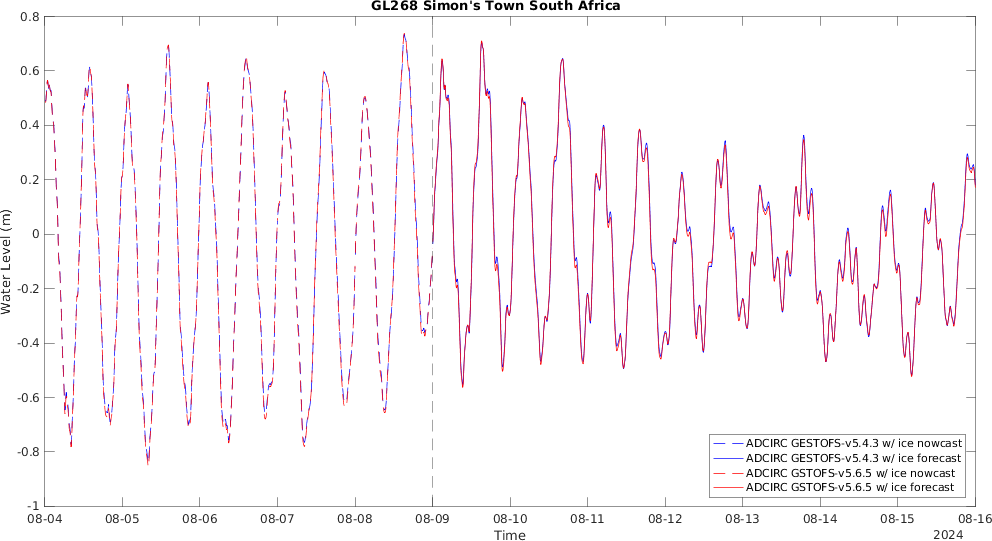 GL268 Simon's Town South Africa
0.8
0.6
0.4
0.2
0
-0.2
-0.4
-0.6
-0.8
-1
Water Level (m)
08-04 08-05 08-06 08-07 08-08 08-09 08-10 08-11 08-12 08-13 08-14 08-15 08-16
Time
2024
ADCIRC GESTOFS-v5.4.3 w/ ice nowcast
ADCIRC GESTOFS-v5.4.3 w/ ice forecast
ADCIRC GSTOFS-v5.6.5 w/ ice nowcast
ADCIRC GSTOFS-v5.6.5 w/ ice forecast